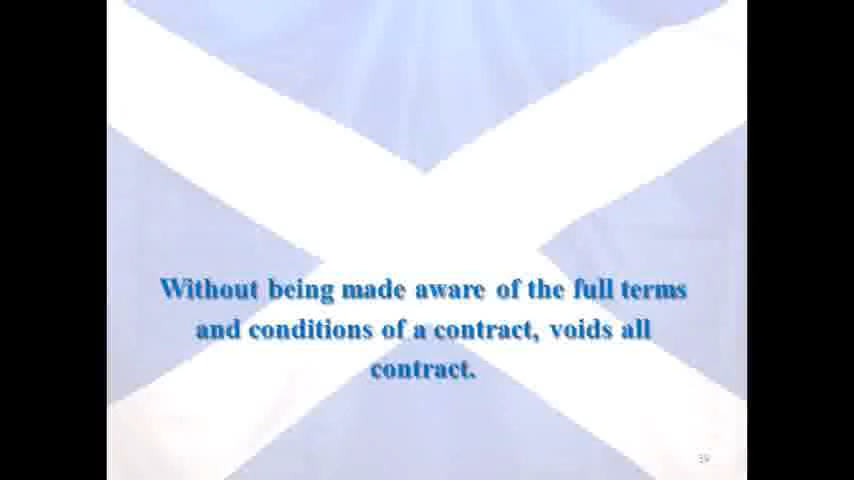 Without being made aware of the full terms
and conditions of a contract, voids all
contract.